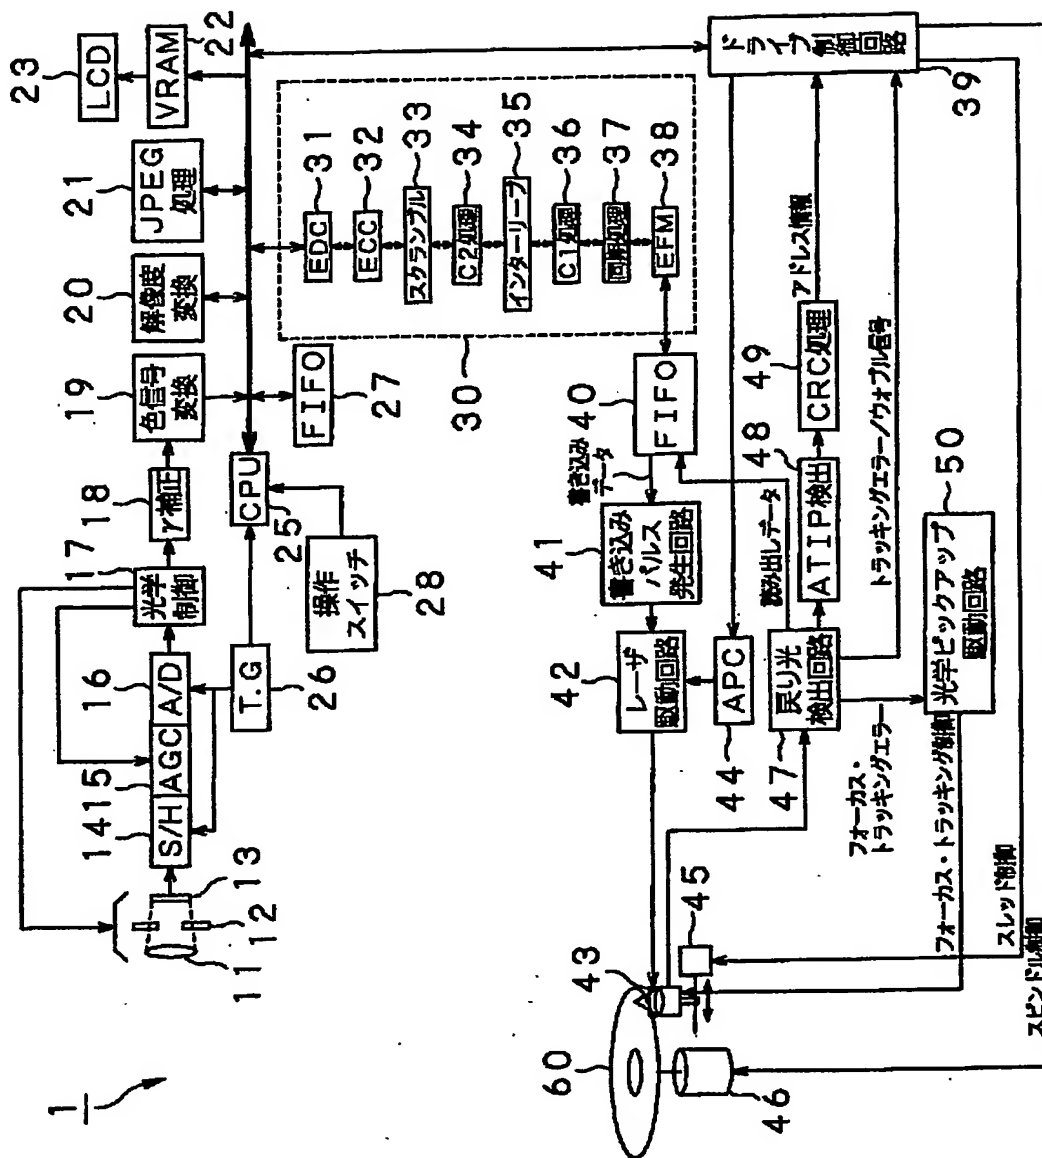 1
11
12
13
14
S/H
15
AGC
16
A/D
17
光学
制御
18
γ補正
19
色信号
変換
20
解像度
変換
21
JPEG
処理
22
VRAM
23
LCD
T.G
26
CPU
25
操作
スイッチ
28
FIFO
27
30
EDC
31
ECC
32
スクランブル
33
C2処理
34
インターリーブ
35
C1処理
36
同期処理
37
EFM
38
ドライブ制御回路
39
FIFO
40
書き込み
データ
書き込み
パルス
発生回路
41
レーザ
駆動回路
42
APC
44
読み出しデータ
戻り光
検出回路
47
ATIP検出
48
CRC処理
49
アドレス情報
トラッキングエラー/ウォブル信号
フォーカス・
トラッキングエラー
光学ピックアップ
駆動回路
50
フォーカス・トラッキング制御
スレッド制御
スピンドル制御
43
45
46
60